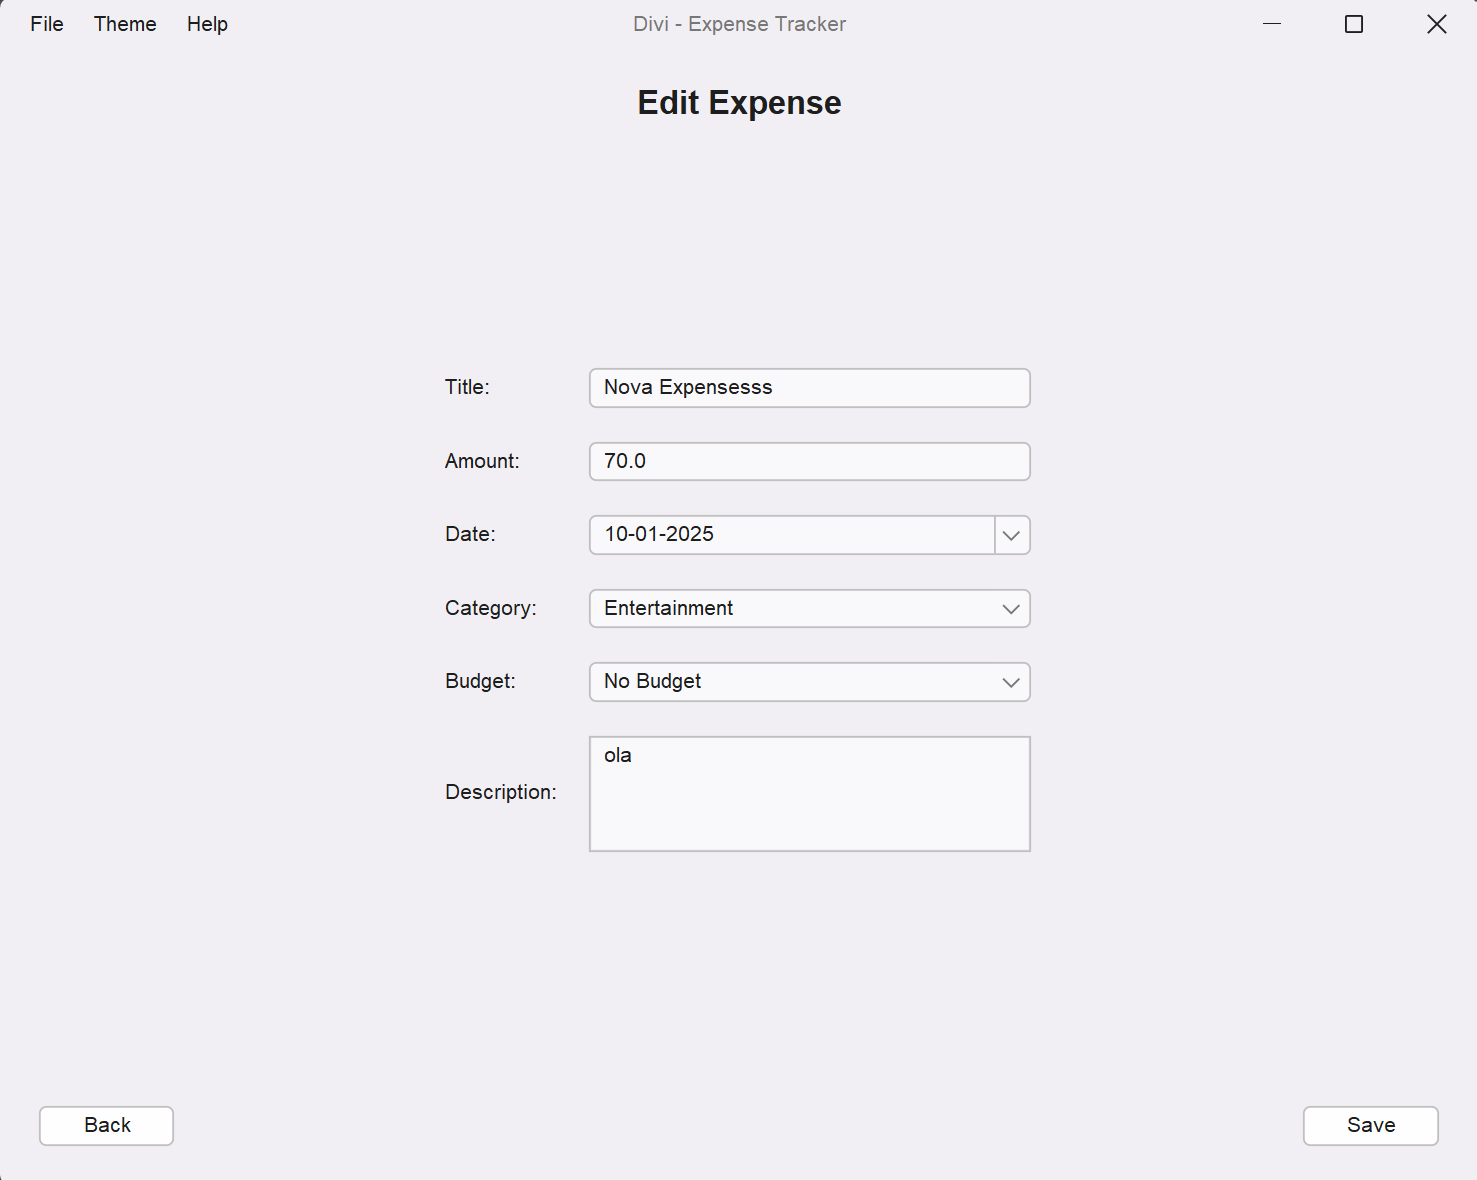 File Theme Help Divi - Expense Tracker
Edit Expense
Title: Nova Expensesss
Amount: 70.0
Date: 10-01-2025
Category: Entertainment
Budget: No Budget
Description: ola
Back Save